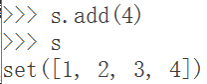 >>> s.add(4)
>>> s
set([1, 2, 3, 4])